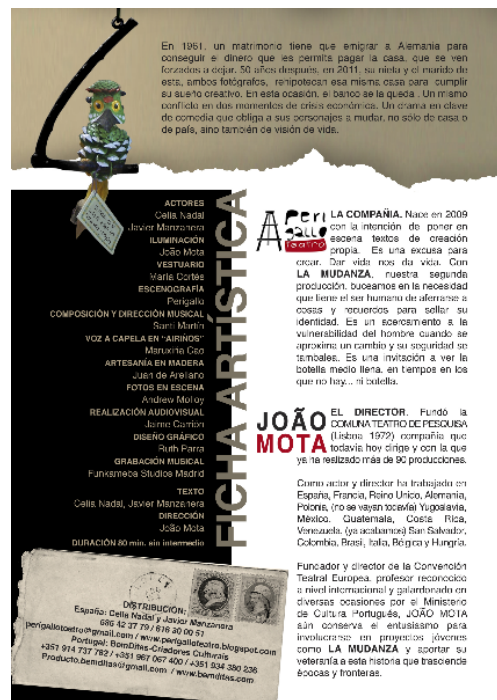 En 1961, un matrimonio tiene que emigrar a Alemania para
conseguir el dinero que les permita pagar la casa, que se ven
forzados a dejar. 50 años después, en 2011, su nieta y el marido de
esta, ambos fotógrafos, rehipotecan esa misma casa para cumplir
su sueño creativo. En esta ocasión, el banco se la queda. Un mismo
conflicto en dos momentos de crisis económica. Un drama en clave
de comedia que obliga a sus personajes a mudar, no sólo de casa o
de país, sino también de visión de vida.
FICHA ARTÍSTICA
ACTORES
Celia Nadal
Javier Manzanera
ILUMINACIÓN
João Mota
VESTUARIO
María Cortés
ESCENOGRAFÍA
Perigallo
COMPOSICIÓN Y DIRECCIÓN MUSICAL
Santi Martín
VOZ A CAPELA EN "AIRIÑOS"
Maruxiña Cao
ARTESANÍA EN MADERA
Juan de Arellano
FOTOS EN ESCENA
Andrew Molloy
REALIZACIÓN AUDIOVISUAL
Jaime Carrión
DISEÑO GRÁFICO
Ruth Parra
GRABACIÓN MUSICAL
Funkameba Studios Madrid
TEXTO
Celia Nadal, Javier Manzanera
DIRECCIÓN
João Mota
DURACIÓN 80 min. sin intermedio
Perigallo
teatro
LA COMPAÑIA. Nace en 2009
con la intención de poner en
escena textos de creación
propia. Es una excusa para
crear. Dar vida nos da vida. Con
LA MUDANZA, nuestra segunda
producción, buceamos en la necesidad
que tiene el ser humano de aferrarse a
cosas y recuerdos para sellar su
identidad. Es un acercamiento a la
vulnerabilidad del hombre cuando se
aproxima un cambio y su seguridad se
tambalea. Es una invitación a ver la
botella medio llena, en tiempos en los
que no hay... ni botella.
JOÃO
MOTA
EL DIRECTOR. Fundó la
COMUNA TEATRO DE PESQUISA
(Lisboa 1972) compañía que
todavía hoy dirige y con la que
ya ha realizado más de 90 producciones.
Como actor y director ha trabajado en
España, Francia, Reino Unico, Alemania,
Polonia, (no se vayan todavía) Yugoslavia,
México, Guatemala, Costa Rica,
Venezuela, (ya acabamos) San Salvador,
Colombia, Brasil, Italia, Bélgica y Hungría.
Fundador y director de la Convención
Teatral Europea, profesor reconocido
a nivel internacional y galardonado en
diversas ocasiones por el Ministerio
de Cultura Portugués, JOÃO MOTA
aún conserva el entusiasmo para
involucrarse en proyectos jóvenes
como LA MUDANZA y aportar su
veteranía a esta historia que trasciende
épocas y fronteras.
DISTRIBUCIÓN:
España: Celia Nadal y Javier Manzanera
686 42 37 79 / 616 30 00 51
perigalloteatro@gmail.com / www.perigalloteatro.blogspot.com
Portugal: BomDitas-Criadores Culturais
+351 914 737 782 / +351 967 067 400 / +351 934 380 236
Producto.bemditas@gmail.com / www.bemditas.com